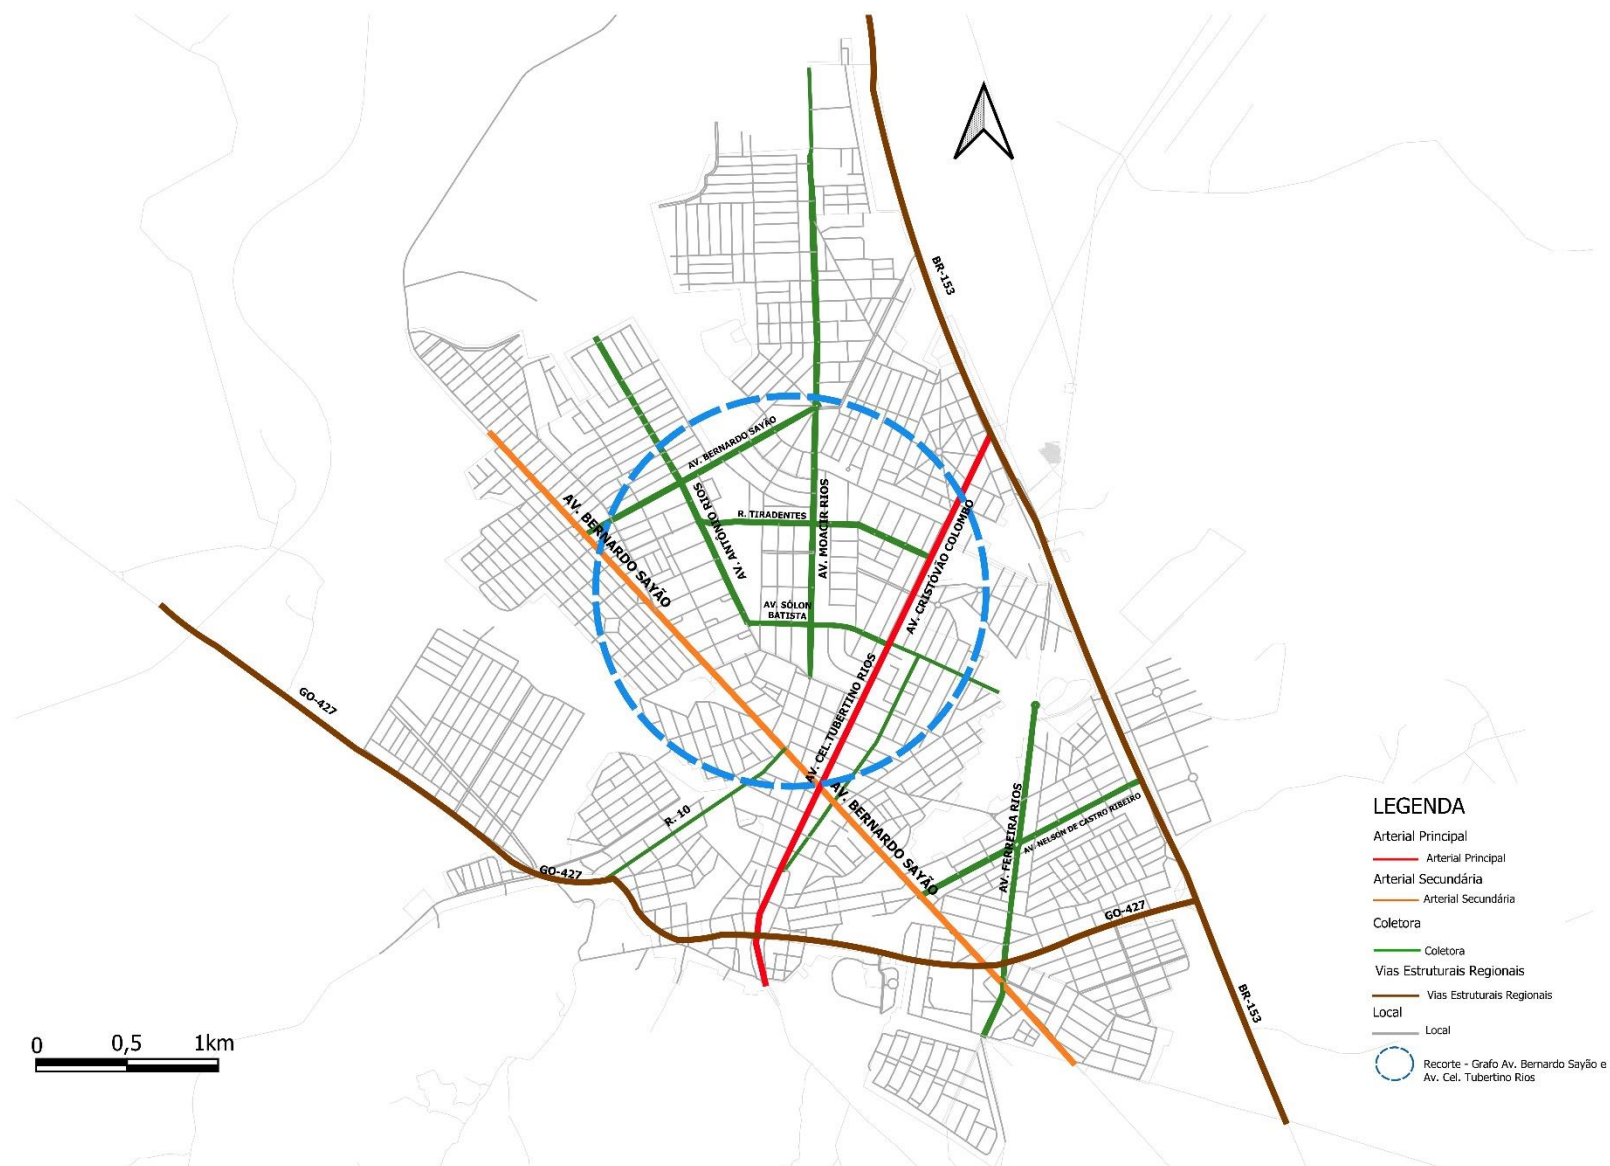 BR-153
AV. BERNARDO SAYÃO
AV. BERNARDO SAYÃO
AV. ANTÔNIO RIOS
R. TIRADENTES
AV. MOACIR RIOS
AV. CRISTÓVÃO COLOMBO
AV. SÓLON
BATISTA
AV. CEL.TUBERTINO RIOS
GO-427
R. 10
AV. BERNARDO SAYÃO
AV. FERREIRA RIOS
AV. NELSON DE CASTRO RIBEIRO
GO-427
GO-427
BR-153
0 0,5 1km
LEGENDA
Arterial Principal
Arterial Principal
Arterial Secundária
Arterial Secundária
Coletora
Coletora
Vias Estruturais Regionais
Vias Estruturais Regionais
Local
Local
Recorte - Grafo Av. Bernardo Sayão e
Av. Cel. Tubertino Rios